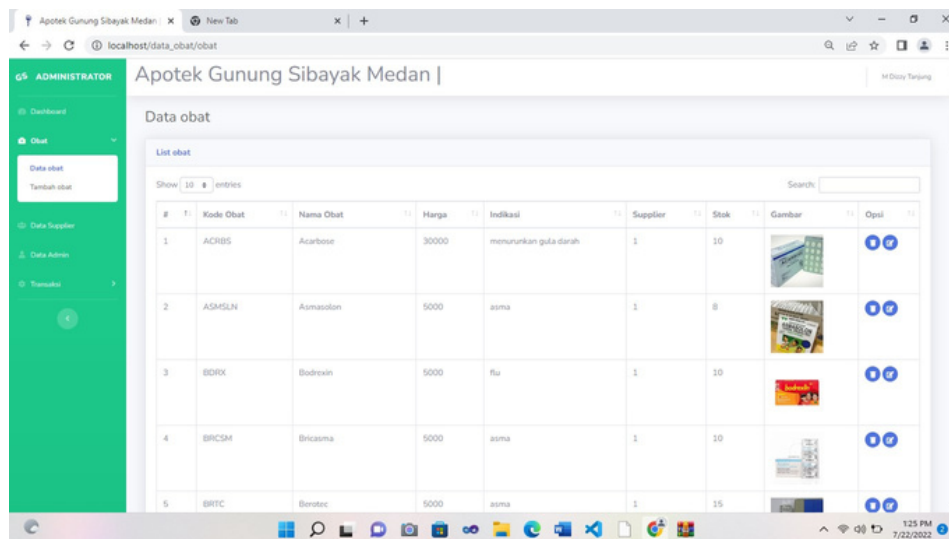 Apotek Gunung Sibayak Medan |
New Tab
localhost/data_obat/obat
GS ADMINISTRATOR
Apotek Gunung Sibayak Medan |
M Dizzy Tanjung
Dashboard
Obat
Data obat
Tambah obat
Data Supplier
Data Admin
Transaksi
Data obat
List obat
Show 10 entries
Search:
# Kode Obat Nama Obat Harga Indikasi Supplier Stok Gambar Opsi
1 ACRBS Acarbose 30000 menurunkan gula darah 1 10
2 ASMSLN Asmasolon 5000 asma 1 8
3 BDRX Bodrexin 5000 flu 1 10
bodrexin
4 BRCSM Bricasma 5000 asma 1 10
5 BRTC Berotec 5000 asma 1 15
1:25 PM
7/22/2022
2